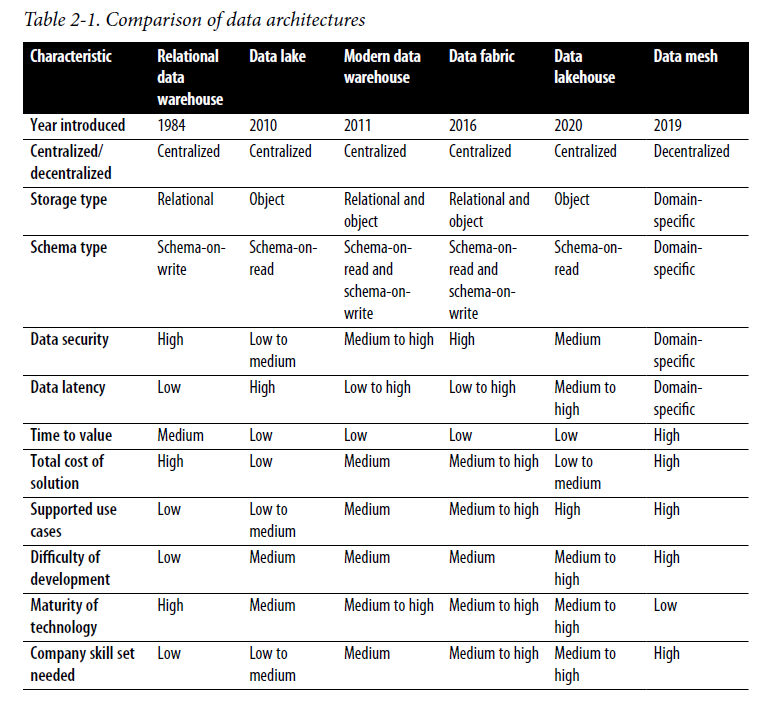 Table 2-1. Comparison of data architectures
Characteristic Relational data warehouse Data lake Modern data warehouse Data fabric Data lakehouse Data mesh
Year introduced 1984 2010 2011 2016 2020 2019
Centralized/decentralized Centralized Centralized Centralized Centralized Centralized Decentralized
Storage type Relational Object Relational and object Relational and object Object Domain-specific
Schema type Schema-on-write Schema-on-read Schema-on-read and schema-on-write Schema-on-read and schema-on-write Schema-on-read Domain-specific
Data security High Low to medium Medium to high High Medium Domain-specific
Data latency Low High Low to high Low to high Medium to high Domain-specific
Time to value Medium Low Low Low Low High
Total cost of solution High Low Medium Medium to high Low to medium High
Supported use cases Low Low to medium Medium Medium to high High High
Difficulty of development Low Medium Medium Medium Medium to high High
Maturity of technology High Medium Medium to high Medium to high Medium to high Low
Company skill set needed Low Low to medium Medium Medium to high Medium to high High